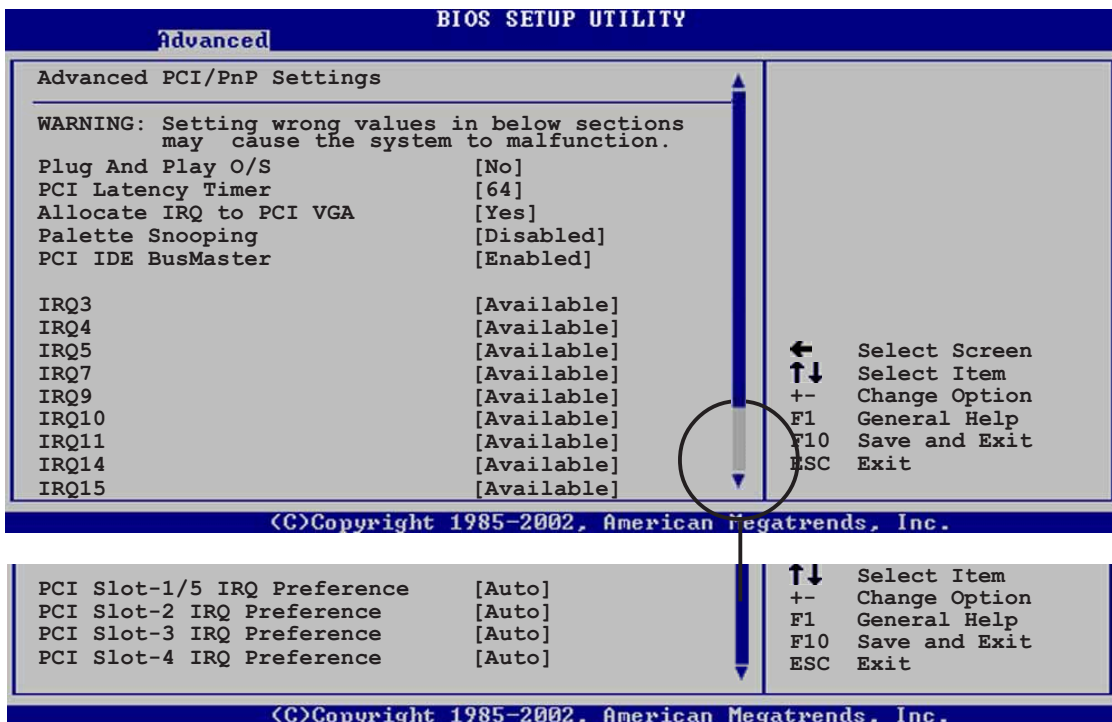 BIOS SETUP UTILITY
Advanced
Advanced PCI/PnP Settings
WARNING: Setting wrong values in below sections
may cause the system to malfunction.
Plug And Play O/S [No]
PCI Latency Timer [64]
Allocate IRQ to PCI VGA [Yes]
Palette Snooping [Disabled]
PCI IDE BusMaster [Enabled]
IRQ3 [Available]
IRQ4 [Available]
IRQ5 [Available]
IRQ7 [Available]
IRQ9 [Available]
IRQ10 [Available]
IRQ11 [Available]
IRQ14 [Available]
IRQ15 [Available]
← Select Screen
↑↓ Select Item
+- Change Option
F1 General Help
F10 Save and Exit
ESC Exit
(C)Copyright 1985-2002, American Megatrends, Inc.
PCI Slot-1/5 IRQ Preference [Auto]
PCI Slot-2 IRQ Preference [Auto]
PCI Slot-3 IRQ Preference [Auto]
PCI Slot-4 IRQ Preference [Auto]
↑↓ Select Item
+- Change Option
F1 General Help
F10 Save and Exit
ESC Exit
(C)Copyright 1985-2002, American Megatrends, Inc.